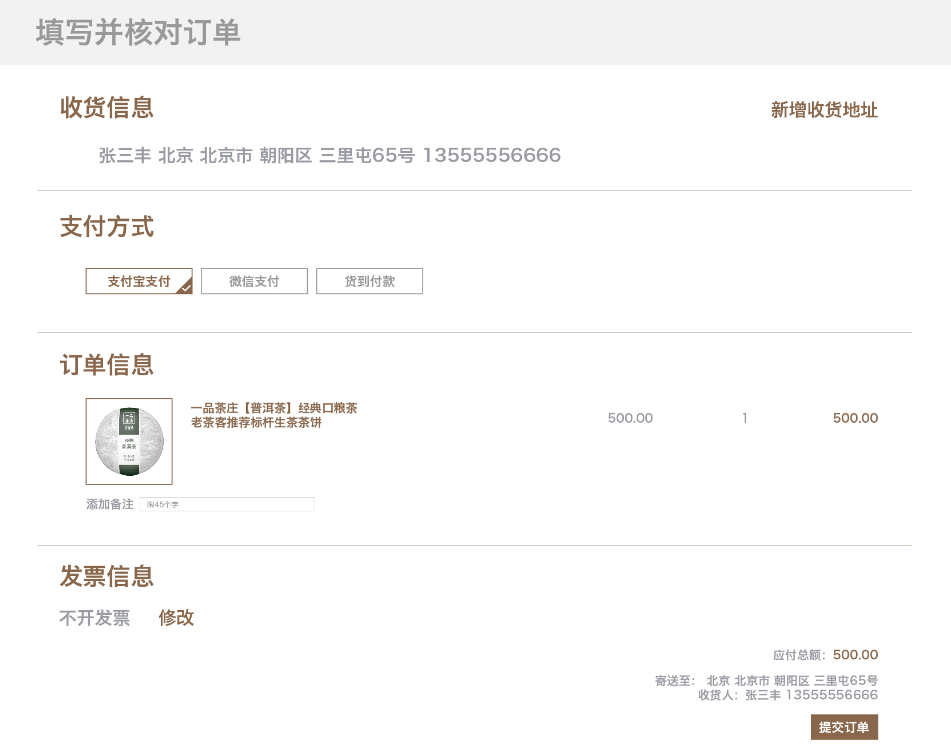 填写并核对订单
收货信息
新增收货地址
张三丰 北京 北京市 朝阳区 三里屯65号 13555556666
支付方式
支付宝支付 微信支付 货到付款
订单信息
一品茶庄【普洱茶】经典口粮茶 500.00 1 500.00
老茶客推荐标杆生茶茶饼
添加备注 限45个字
发票信息
不开发票 修改
应付总额: 500.00
寄送至: 北京 北京市 朝阳区 三里屯65号
收货人: 张三丰 13555556666
提交订单